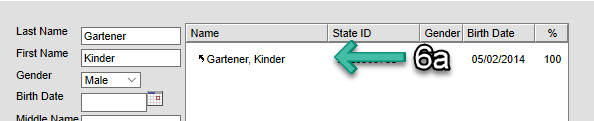 Last Name Gartener
First Name Kinder
Gender Male
Birth Date
Middle Name
Name State ID Gender Birth Date %
Gartener, Kinder 6a 05/02/2014 100